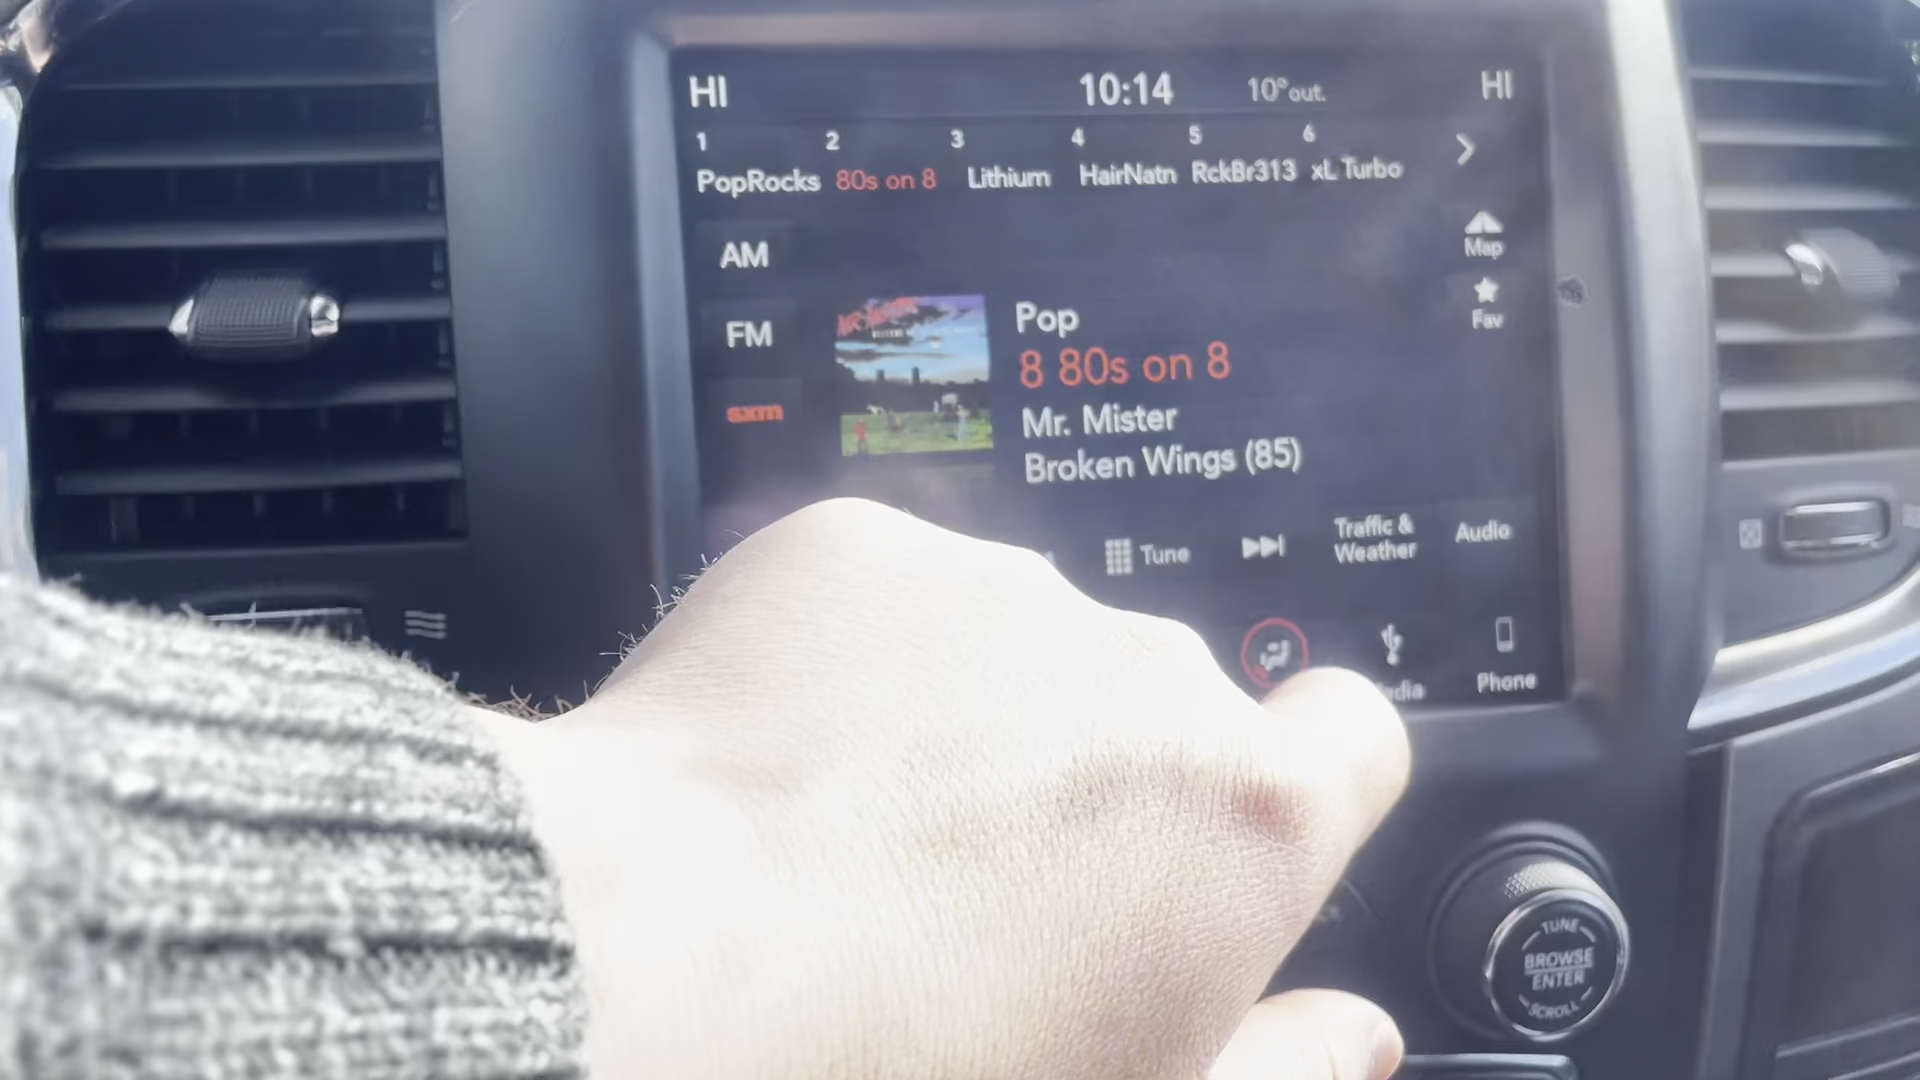 HI 10:14 10°out. HI
1 2 3 4 5 6
PopRocks 80s on 8 Lithium HairNatn RckBr313 xL Turbo
AM
Map
FM
Fav
sxm
Pop
8 80s on 8
Mr. Mister
Broken Wings (85)
Tune
Traffic &
Weather
Audio
Phone
TUNE
BROWSE
ENTER
SCROLL